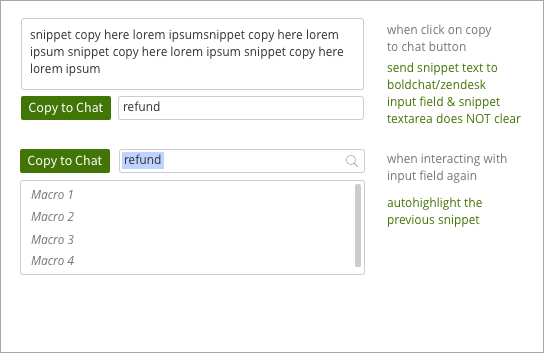 snippet copy here lorem ipsumsnippet copy here lorem
ipsum snippet copy here lorem ipsum snippet copy here
lorem ipsum
Copy to Chat
refund
when click on copy
to chat button
send snippet text to
boldchat/zendesk
input field & snippet
textarea does NOT clear
Copy to Chat
refund
Macro 1
Macro 2
Macro 3
Macro 4
when interacting with
input field again
autohighlight the
previous snippet